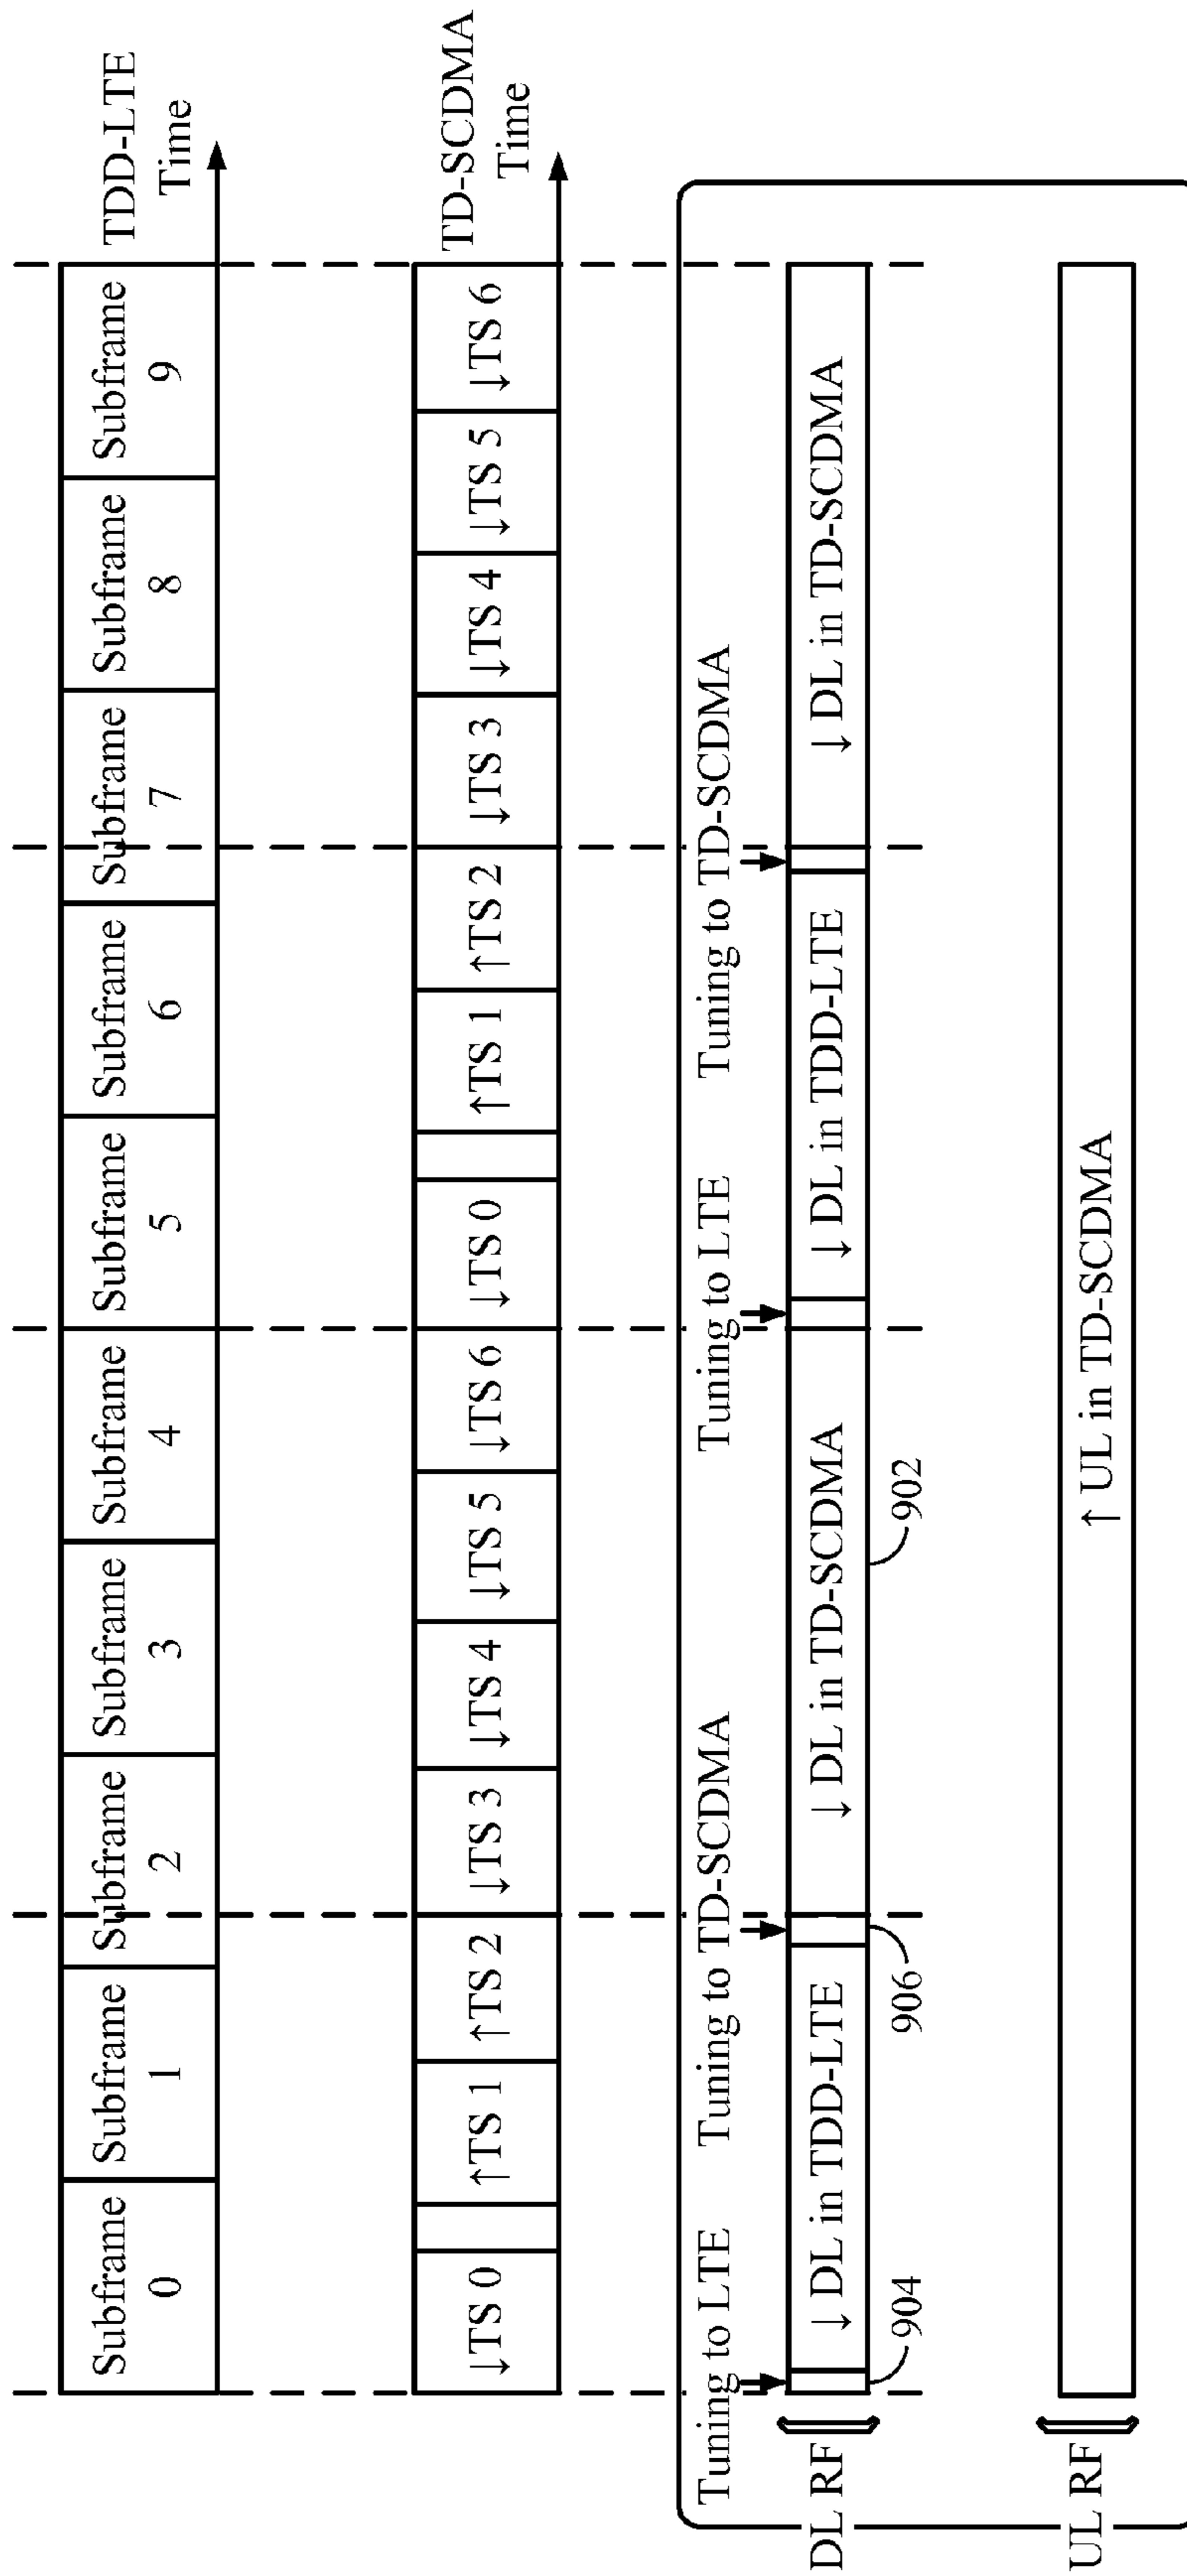 TDD-LTE
Time
Subframe
0
Subframe
1
Subframe
2
Subframe
3
Subframe
4
Subframe
5
Subframe
6
Subframe
7
Subframe
8
Subframe
9
TD-SCDMA
Time
↓TS 0
↑TS 1
↑TS 2
↓TS 3
↓TS 4
↓TS 5
↓TS 6
↓TS 0
↑TS 1
↑TS 2
↓TS 3
↓TS 4
↓TS 5
↓TS 6
Tuning to LTE
Tuning to TD-SCDMA
Tuning to LTE
Tuning to TD-SCDMA
DL RF
↓ DL in TDD-LTE
↓ DL in TD-SCDMA
↓ DL in TDD-LTE
↓ DL in TD-SCDMA
904
906
902
UL RF
↑ UL in TD-SCDMA